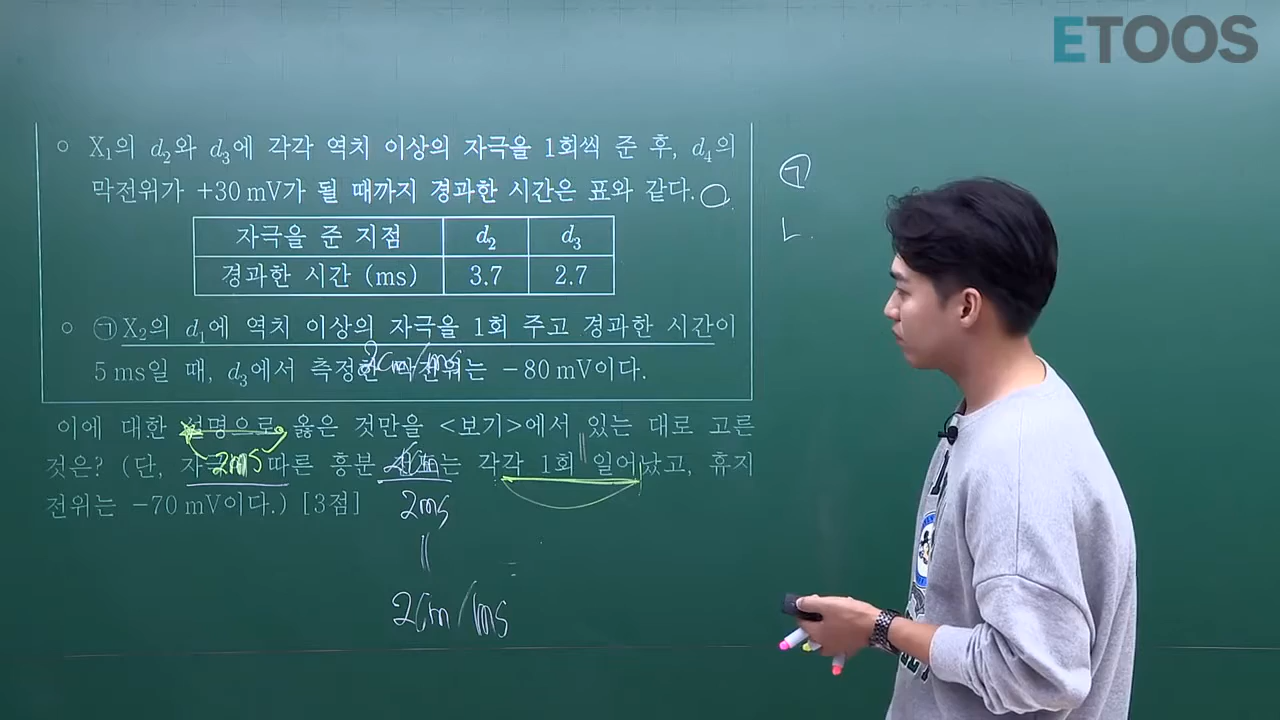 ETOOS
○ X₁의 d₂와 d₃에 각각 역치 이상의 자극을 1회씩 준 후, d₄의
막전위가 +30 mV가 될 때까지 경과한 시간은 표와 같다.
자극을 준 지점 d₂ d₃
경과한 시간 (ms) 3.7 2.7
○ ㉠ X₂의 d₁에 역치 이상의 자극을 1회 주고 경과한 시간이
5 ms일 때, d₃에서 측정한 막전위는 -80 mV이다.
2cm/ms
이에 대한 설명으로 옳은 것만을 <보기>에서 있는 대로 고른
것은? (단, 자극에 따른 흥분 전도는 각각 1회 일어났고, 휴지
2ms
전위는 -70 mV이다.) [3점]
2ms
2cm/ms
㉠
ㄴ.